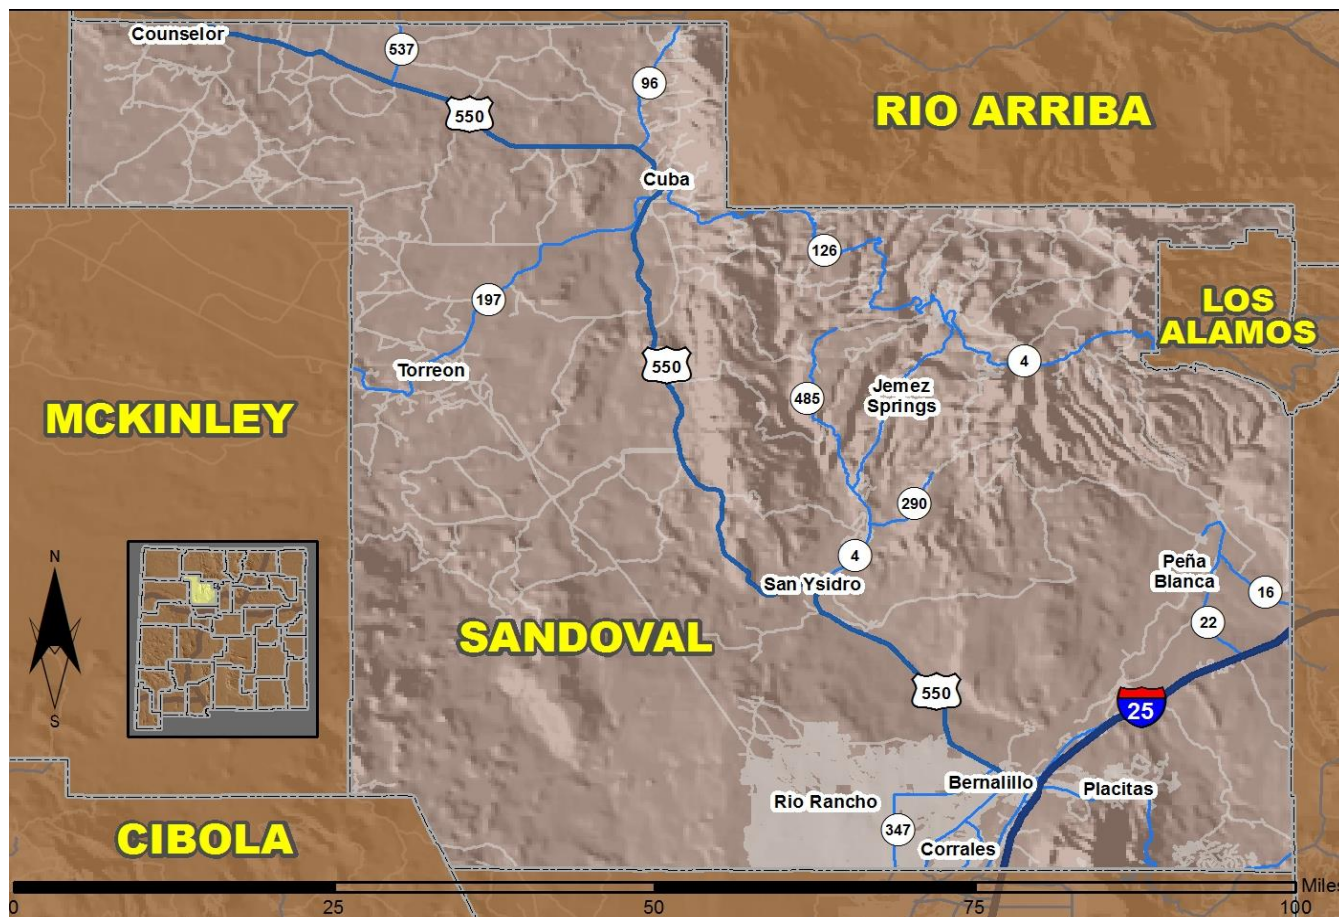 Counselor
537
96
550
RIO ARRIBA
Cuba
126
197
LOS
ALAMOS
Torreon
550
4
485
Jemez
Springs
MCKINLEY
290
N
4
Peña
Blanca
San Ysidro
16
22
SANDOVAL
550
25
S
Bernalillo
Placitas
Rio Rancho
347
Corrales
CIBOLA
Miles
0
25
50
75
100